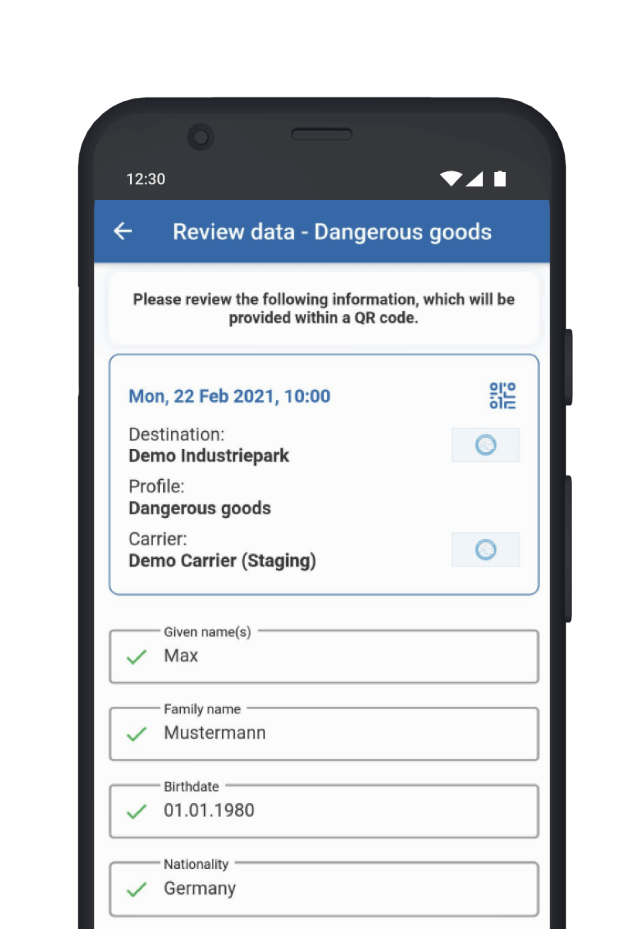 12:30
Review data - Dangerous goods
Please review the following information, which will be
provided within a QR code.
Mon, 22 Feb 2021, 10:00
Destination:
Demo Industriepark
Profile:
Dangerous goods
Carrier:
Demo Carrier (Staging)
Given name(s)
Max
Family name
Mustermann
Birthdate
01.01.1980
Nationality
Germany